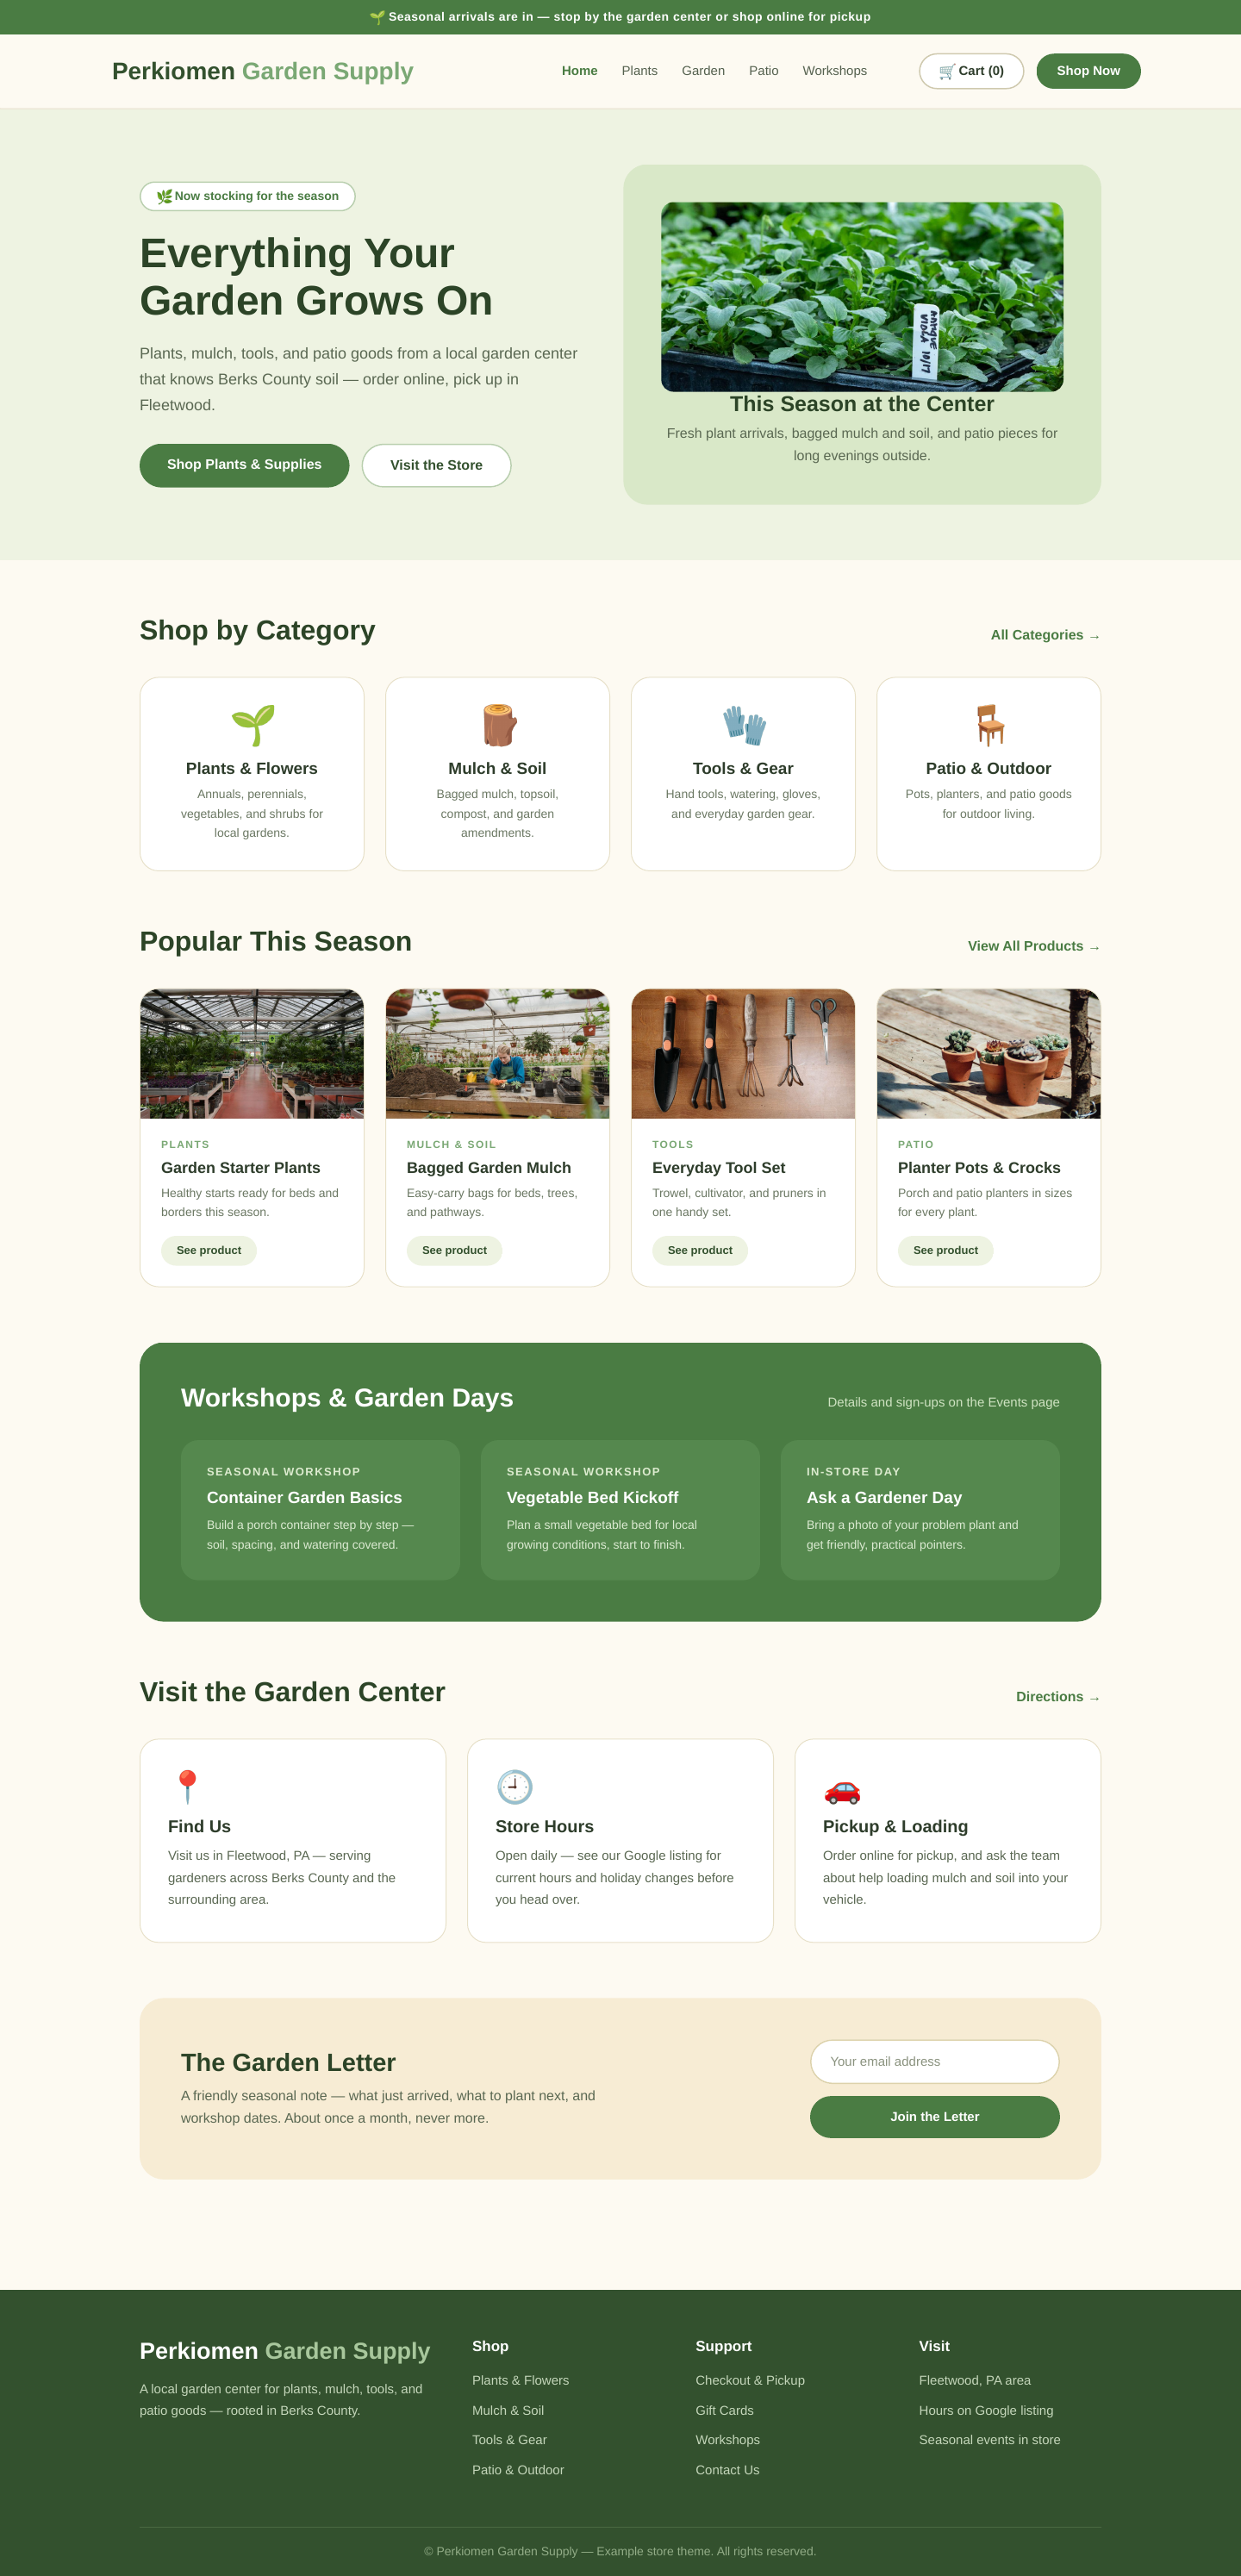 🌱 Seasonal arrivals are in — stop by the garden center or shop online for pickup
Perkiomen Garden Supply
Home Plants Garden Patio Workshops
🛒 Cart (0)
Shop Now
🌿 Now stocking for the season
Everything Your
Garden Grows On
Plants, mulch, tools, and patio goods from a local garden center
that knows Berks County soil — order online, pick up in
Fleetwood.
Shop Plants & Supplies
Visit the Store
This Season at the Center
Fresh plant arrivals, bagged mulch and soil, and patio pieces for
long evenings outside.
Shop by Category
All Categories →
Plants & Flowers
Annuals, perennials,
vegetables, and shrubs for
local gardens.
Mulch & Soil
Bagged mulch, topsoil,
compost, and garden
amendments.
Tools & Gear
Hand tools, watering, gloves,
and everyday garden gear.
Patio & Outdoor
Pots, planters, and patio goods
for outdoor living.
Popular This Season
View All Products →
PLANTS
Garden Starter Plants
Healthy starts ready for beds and
borders this season.
See product
MULCH & SOIL
Bagged Garden Mulch
Easy-carry bags for beds, trees,
and pathways.
See product
TOOLS
Everyday Tool Set
Trowel, cultivator, and pruners in
one handy set.
See product
PATIO
Planter Pots & Crocks
Porch and patio planters in sizes
for every plant.
See product
Workshops & Garden Days
Details and sign-ups on the Events page
SEASONAL WORKSHOP
Container Garden Basics
Build a porch container step by step —
soil, spacing, and watering covered.
SEASONAL WORKSHOP
Vegetable Bed Kickoff
Plan a small vegetable bed for local
growing conditions, start to finish.
IN-STORE DAY
Ask a Gardener Day
Bring a photo of your problem plant and
get friendly, practical pointers.
Visit the Garden Center
Directions →
Find Us
Visit us in Fleetwood, PA — serving
gardeners across Berks County and the
surrounding area.
Store Hours
Open daily — see our Google listing for
current hours and holiday changes before
you head over.
Pickup & Loading
Order online for pickup, and ask the team
about help loading mulch and soil into your
vehicle.
The Garden Letter
A friendly seasonal note — what just arrived, what to plant next, and
workshop dates. About once a month, never more.
Your email address
Join the Letter
Perkiomen Garden Supply
A local garden center for plants, mulch, tools, and
patio goods — rooted in Berks County.
Shop
Plants & Flowers
Mulch & Soil
Tools & Gear
Patio & Outdoor
Support
Checkout & Pickup
Gift Cards
Workshops
Contact Us
Visit
Fleetwood, PA area
Hours on Google listing
Seasonal events in store
© Perkiomen Garden Supply — Example store theme. All rights reserved.